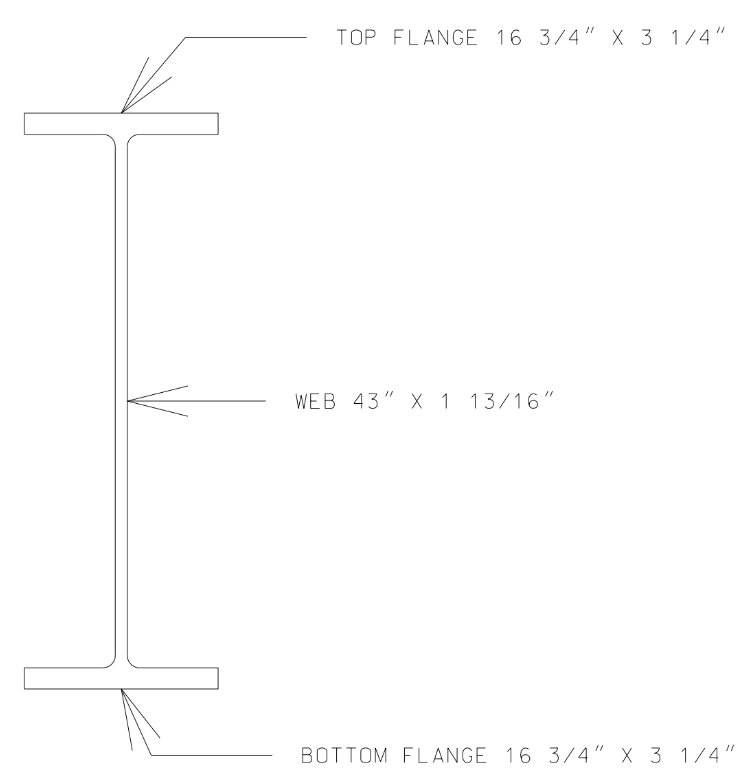 TOP FLANGE 16 3/4" X 3 1/4"
WEB 43" X 1 13/16"
BOTTOM FLANGE 16 3/4" X 3 1/4"